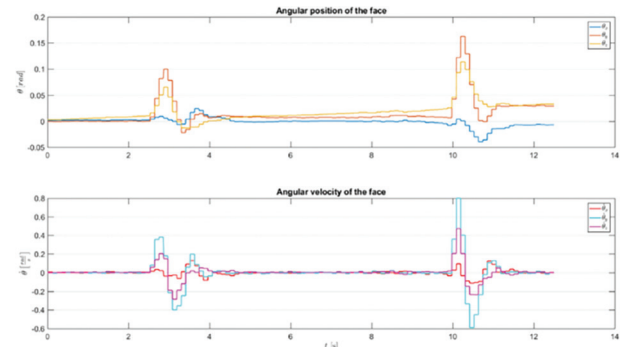 Angular position of the face
0.2
0.15
0.1
0.05
0
-0.05
θ [rad]
0 2 4 6 8 10 12 14
Angular velocity of the face
0.8
0.6
0.4
0.2
0
-0.2
-0.4
-0.6
0 2 4 6 8 10 12 14
t [s]